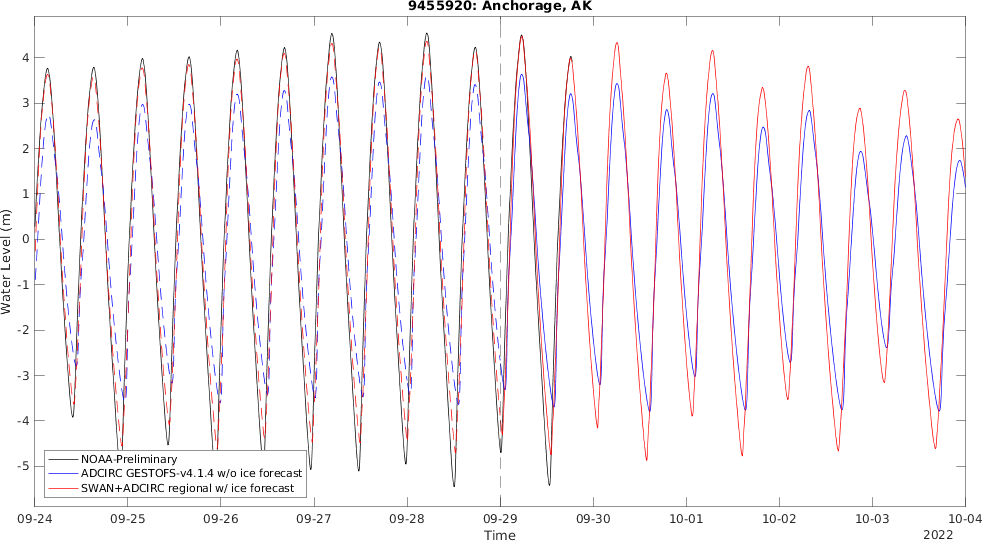 9455920: Anchorage, AK
Water Level (m)
4
3
2
1
0
-1
-2
-3
-4
-5
NOAA-Preliminary
ADCIRC GESTOFS-v4.1.4 w/o ice forecast
SWAN+ADCIRC regional w/ ice forecast
09-24 09-25 09-26 09-27 09-28 09-29 09-30 10-01 10-02 10-03 10-04
Time
2022